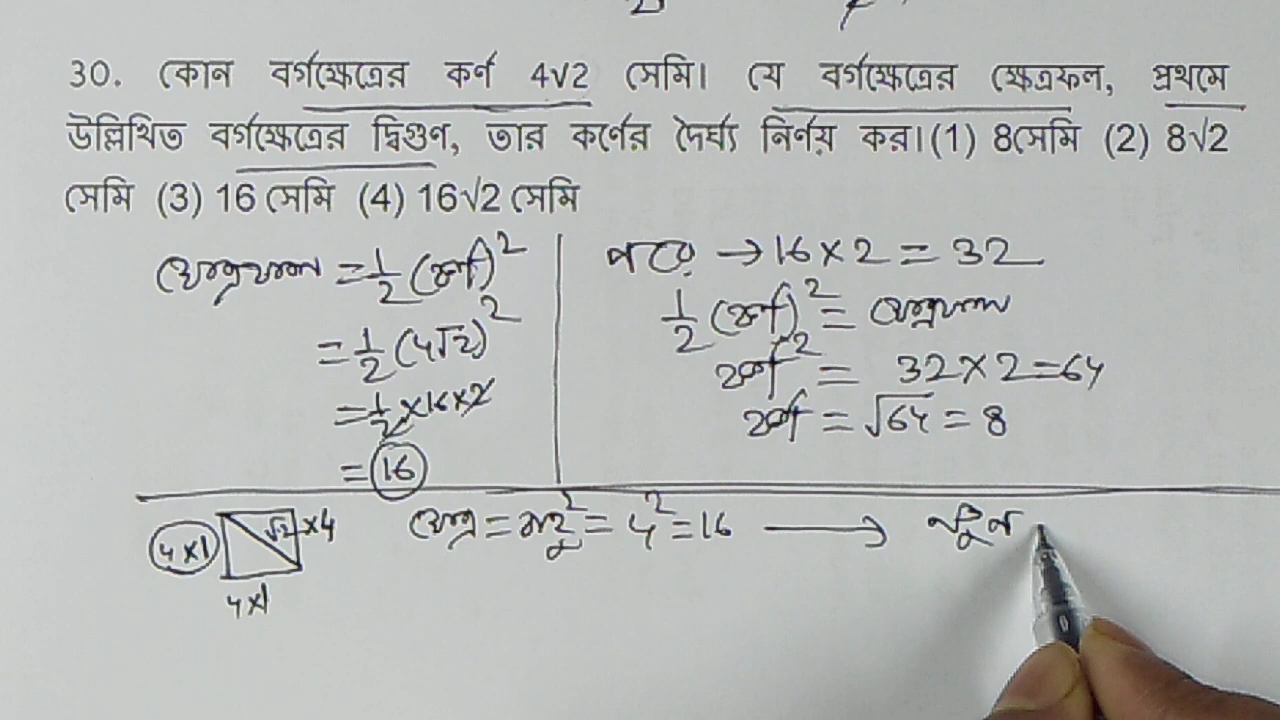 30. কোন বর্গক্ষেত্রের কর্ণ 4√2 সেমি। যে বর্গক্ষেত্রের ক্ষেত্রফল, প্রথমে
উল্লিখিত বর্গক্ষেত্রের দ্বিগুণ, তার কর্ণের দৈর্ঘ্য নির্ণয় কর।(1) 8সেমি (2) 8√2
সেমি (3) 16 সেমি (4) 16√2 সেমি
ক্ষেত্রফল = 1/2 (কর্ণ)²
= 1/2 (4√2)²
= 1/2 × 16 × 2
= 16
পরে → 16 × 2 = 32
1/2 (কর্ণ)² = ক্ষেত্রফল
কর্ণ² = 32 × 2 = 64
কর্ণ = √64 = 8
4 × 1 √2 × 4
4 × 1
ক্ষেত্র = বাহু² = 4² = 16 →